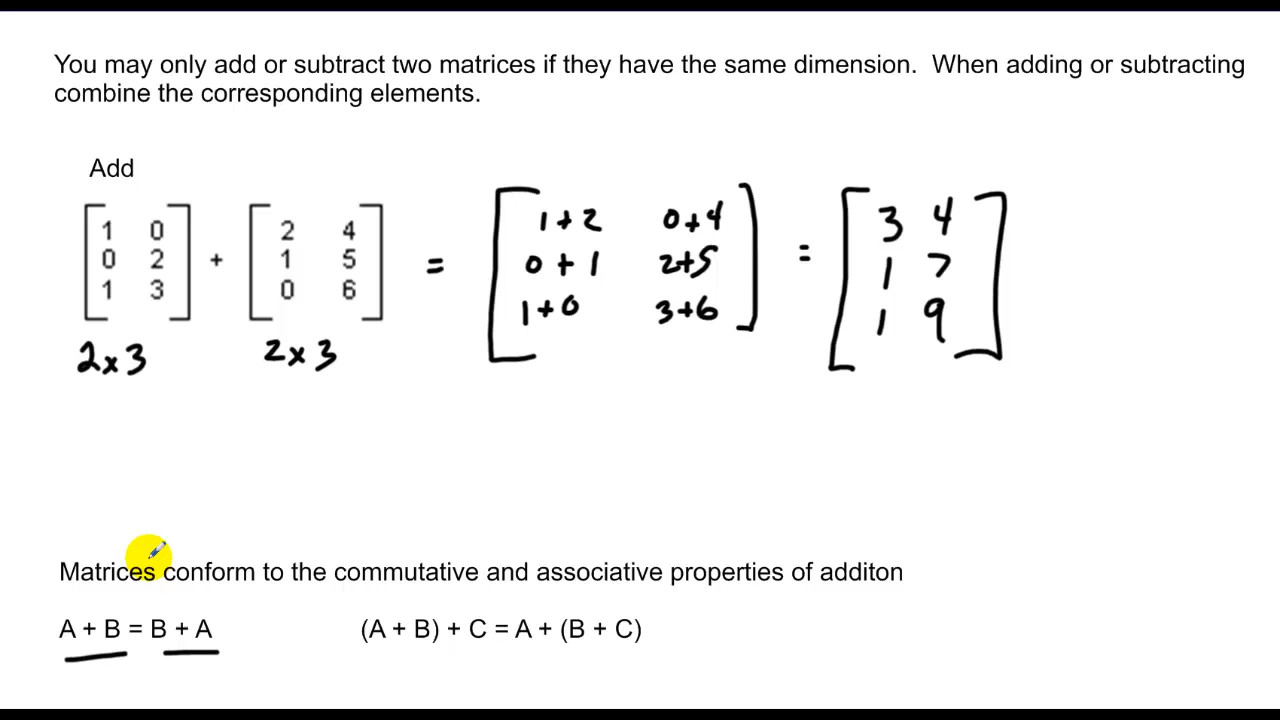 You may only add or subtract two matrices if they have the same dimension. When adding or subtracting
combine the corresponding elements.
Add
1 0 2 4 1+2 0+4 3 4
0 2 + 1 5 = 0+1 2+5 = 1 7
1 3 0 6 1+0 3+6 1 9
2x3 2x3
Matrices conform to the commutative and associative properties of additon
A + B = B + A (A + B) + C = A + (B + C)